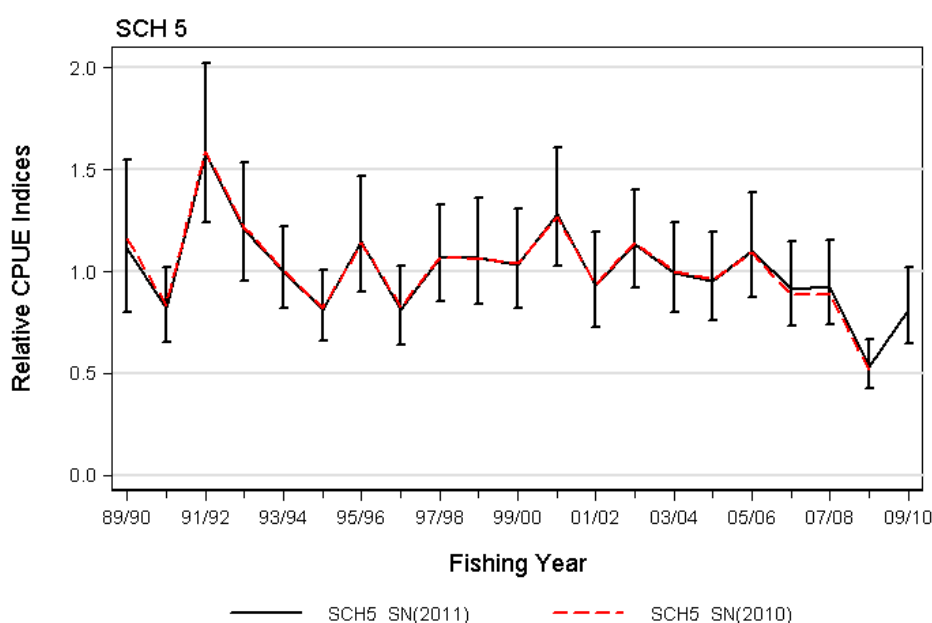 SCH 5
2.0
1.5
1.0
0.5
0.0
Relative CPUE Indices
89/90 91/92 93/94 95/96 97/98 99/00 01/02 03/04 05/06 07/08 09/10
Fishing Year
SCH5 SN(2011) SCH5 SN(2010)